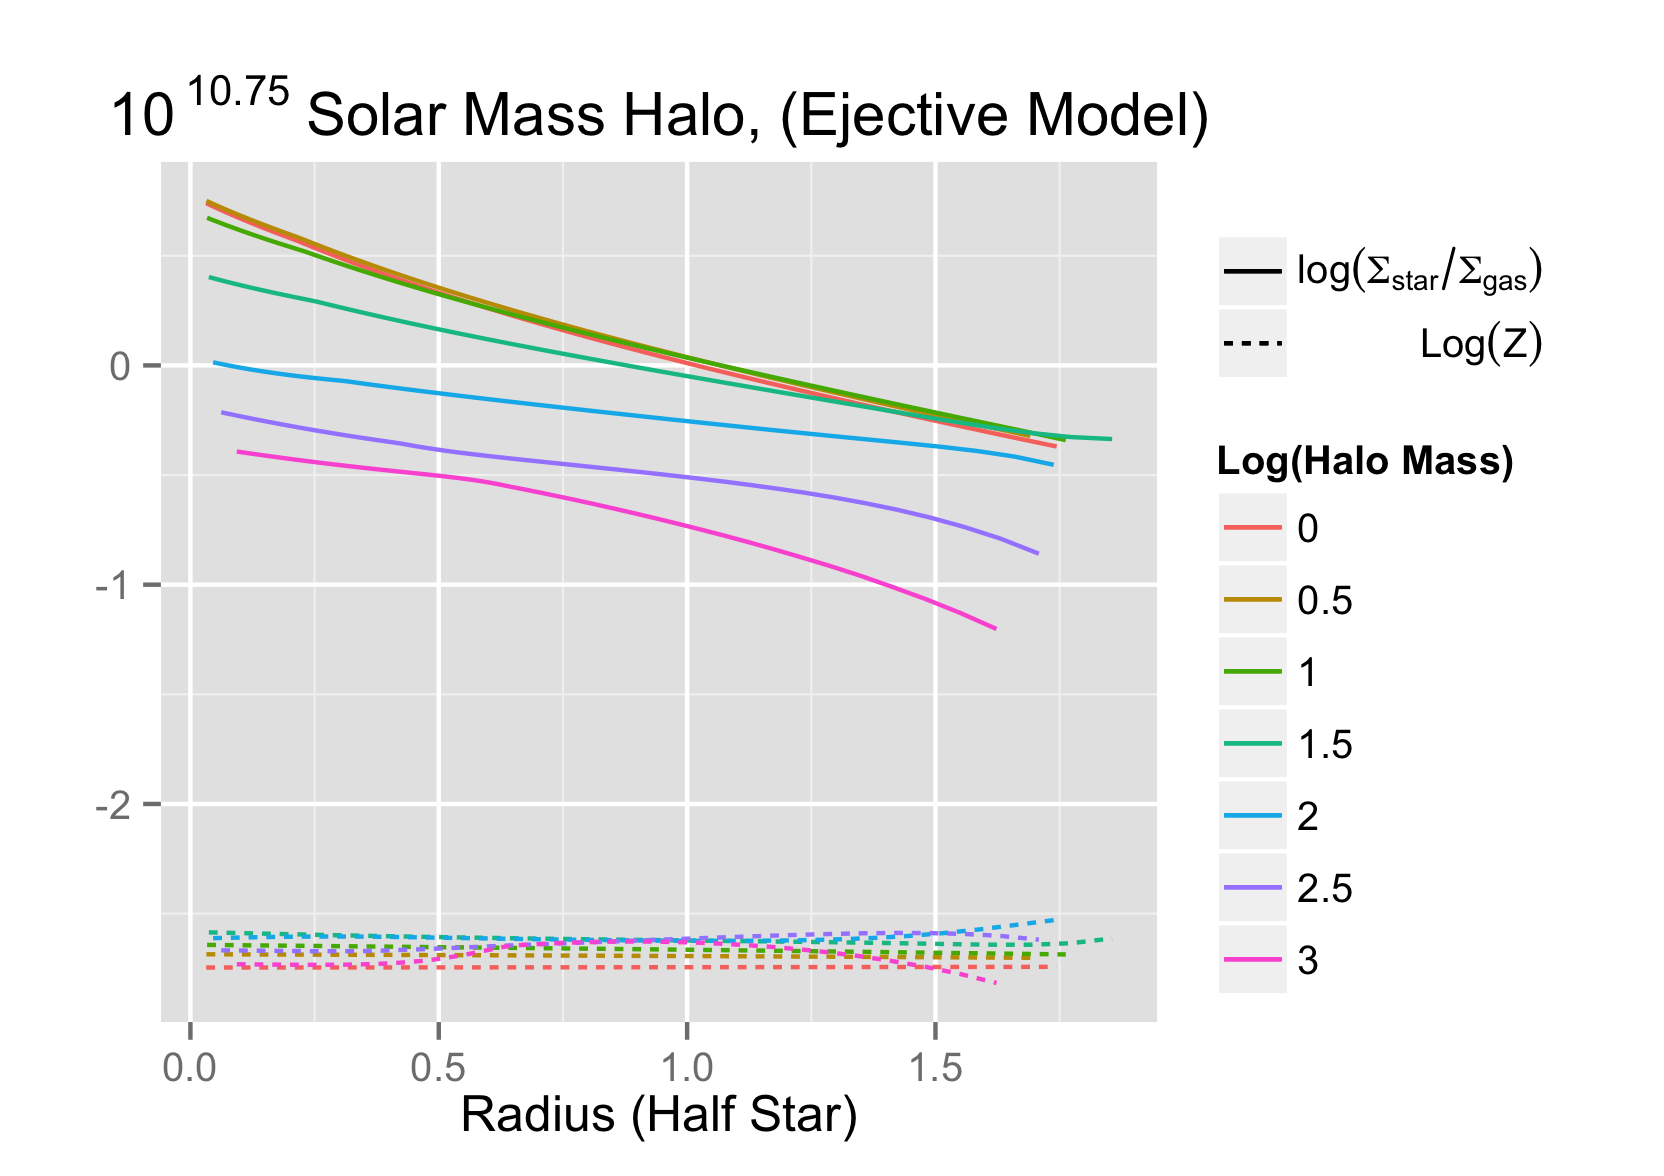 10^10.75 Solar Mass Halo, (Ejective Model)
0
-1
-2
0.0 0.5 1.0 1.5
Radius (Half Star)
log(Σstar/Σgas)
Log(Z)
Log(Halo Mass)
0
0.5
1
1.5
2
2.5
3